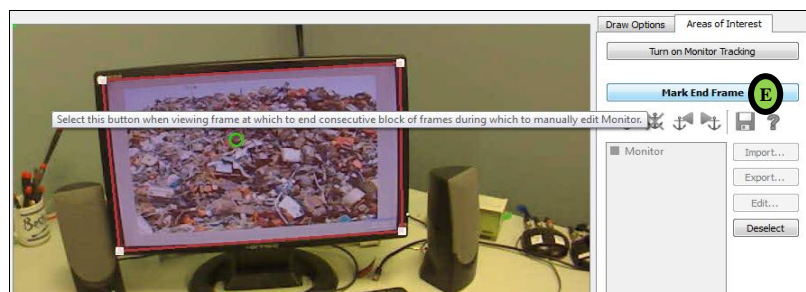 Draw Options Areas of Interest
Turn on Monitor Tracking
Mark End Frame E
Select this button when viewing frame at which to end consecutive block of frames during which to manually edit Monitor.
?
Monitor
Import...
Export...
Edit...
Deselect